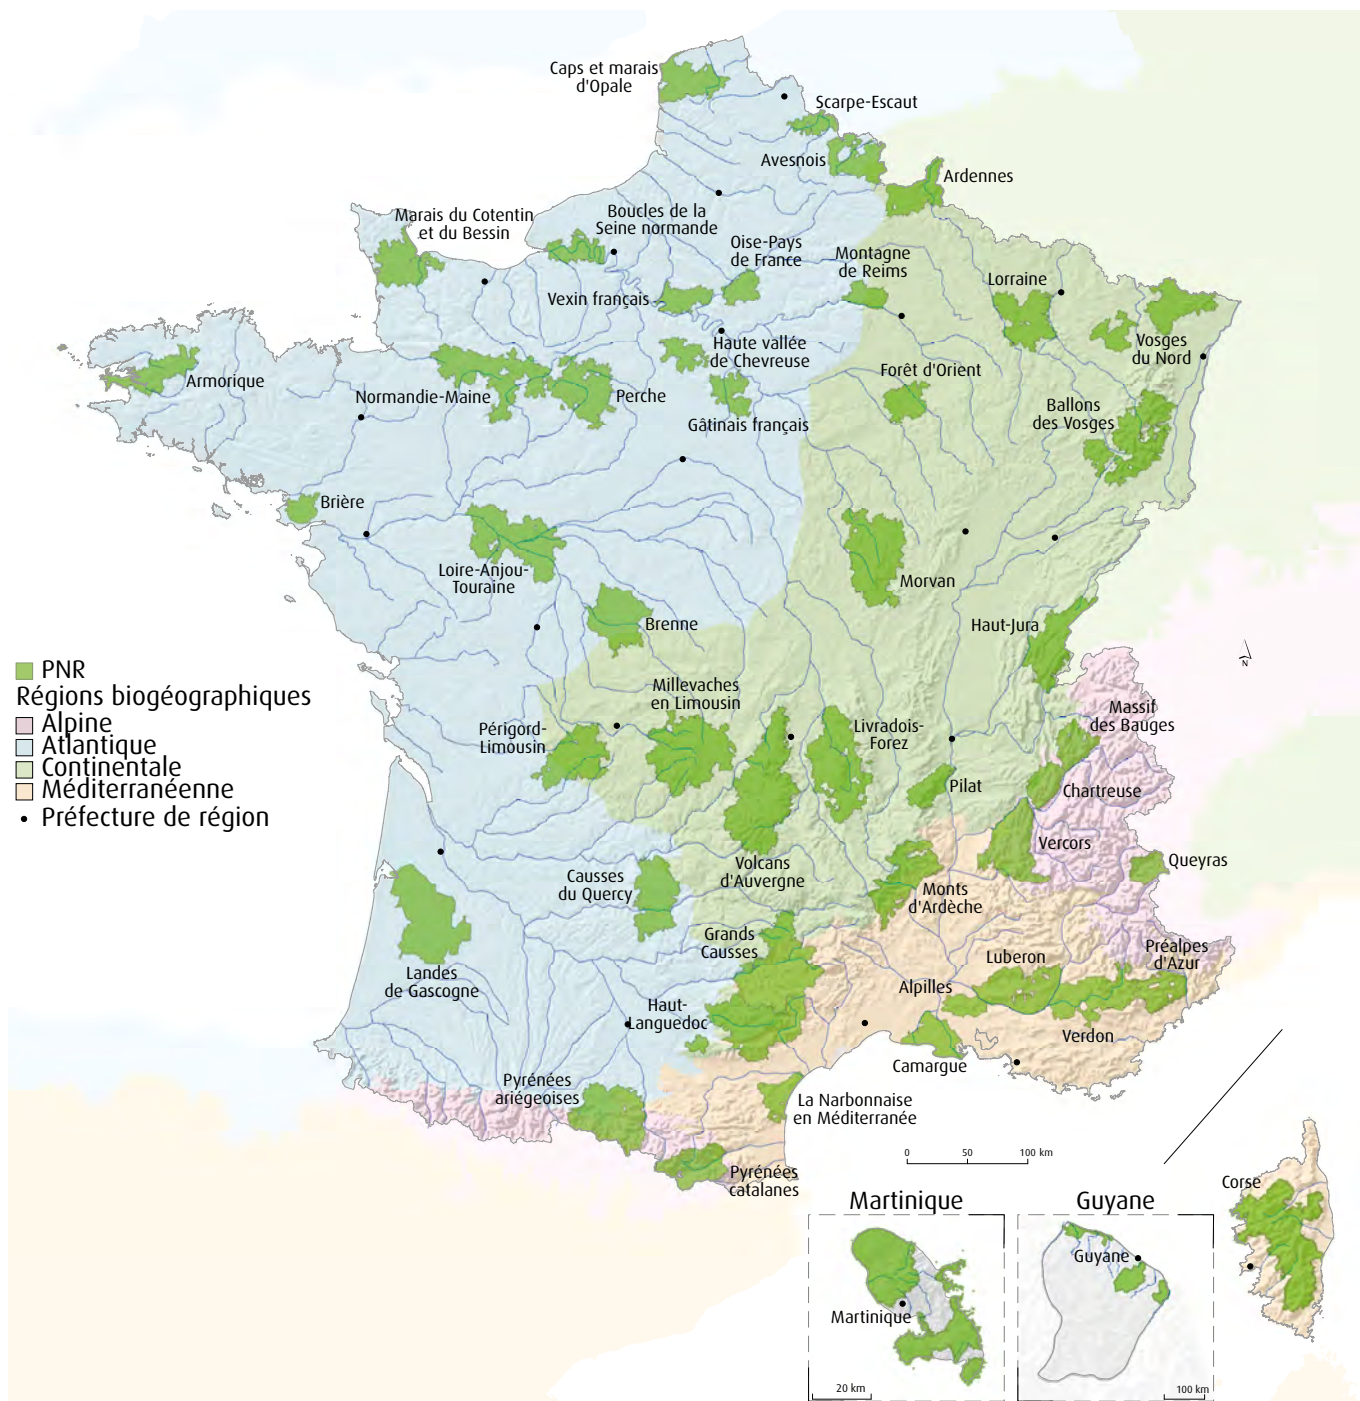 Caps et marais
d'Opale
Scarpe-Escaut
Avesnois
Ardennes
Marais du Cotentin
et du Bessin
Boucles de la
Seine normande
Oise-Pays
de France
Montagne
de Reims
Lorraine
Vexin français
Haute vallée
de Chevreuse
Vosges
du Nord
Armorique
Normandie-Maine
Perche
Forêt d'Orient
Gâtinais français
Ballons
des Vosges
Brière
Loire-Anjou-
Touraine
Morvan
Brenne
Haut-Jura
N
PNR
Régions biogéographiques
Alpine
Atlantique
Continentale
Méditerranéenne
Préfecture de région
Millevaches
en Limousin
Périgord-
Limousin
Livradois-
Forez
Massif
des Bauges
Pilat
Chartreuse
Vercors
Queyras
Causses
du Quercy
Volcans
d'Auvergne
Monts
d'Ardèche
Grands
Causses
Landes
de Gascogne
Luberon
Préalpes
d'Azur
Alpilles
Haut-
Languedoc
Verdon
Camargue
Pyrénées
ariégeoises
La Narbonnaise
en Méditerranée
Pyrénées
catalanes
0 50 100 km
Martinique
Guyane
Corse
Guyane
Martinique
20 km
100 km